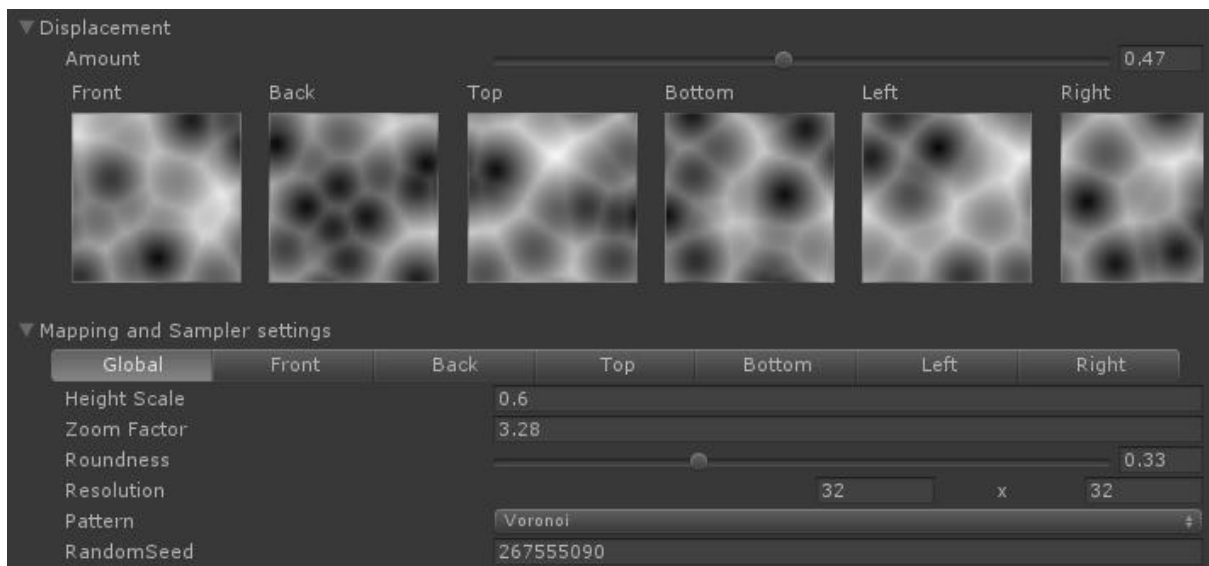 Displacement
Amount 0.47
Front Back Top Bottom Left Right
Mapping and Sampler settings
Global Front Back Top Bottom Left Right
Height Scale 0.6
Zoom Factor 3.28
Roundness 0.33
Resolution 32 x 32
Pattern Voronoi
RandomSeed 267555090